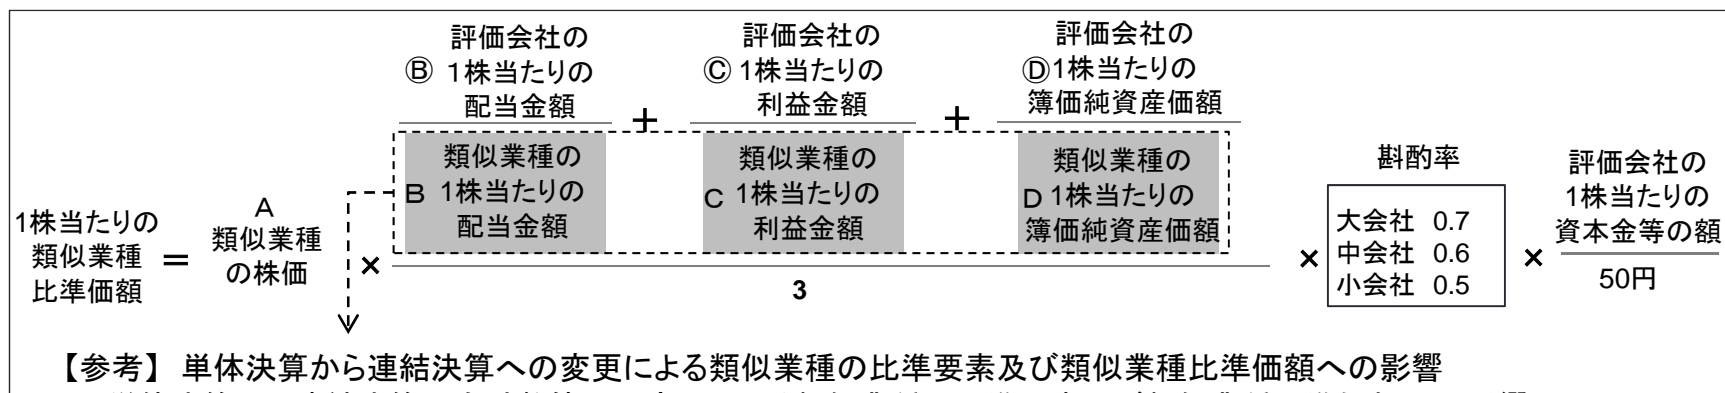 評価会社の
Ⓑ 1株当たりの
配当金額
+
評価会社の
Ⓒ 1株当たりの
利益金額
+
評価会社の
Ⓓ 1株当たりの
簿価純資産価額
類似業種の
B 1株当たりの
配当金額
類似業種の
C 1株当たりの
利益金額
類似業種の
D 1株当たりの
簿価純資産価額
1株当たりの
類似業種
比準価額
=
A
類似業種
の株価
×
3
×
斟酌率
大会社 0.7
中会社 0.6
小会社 0.5
×
評価会社の
1株当たりの
資本金等の額
50円
【参考】 単体決算から連結決算への変更による類似業種の比準要素及び類似業種比準価額への影響